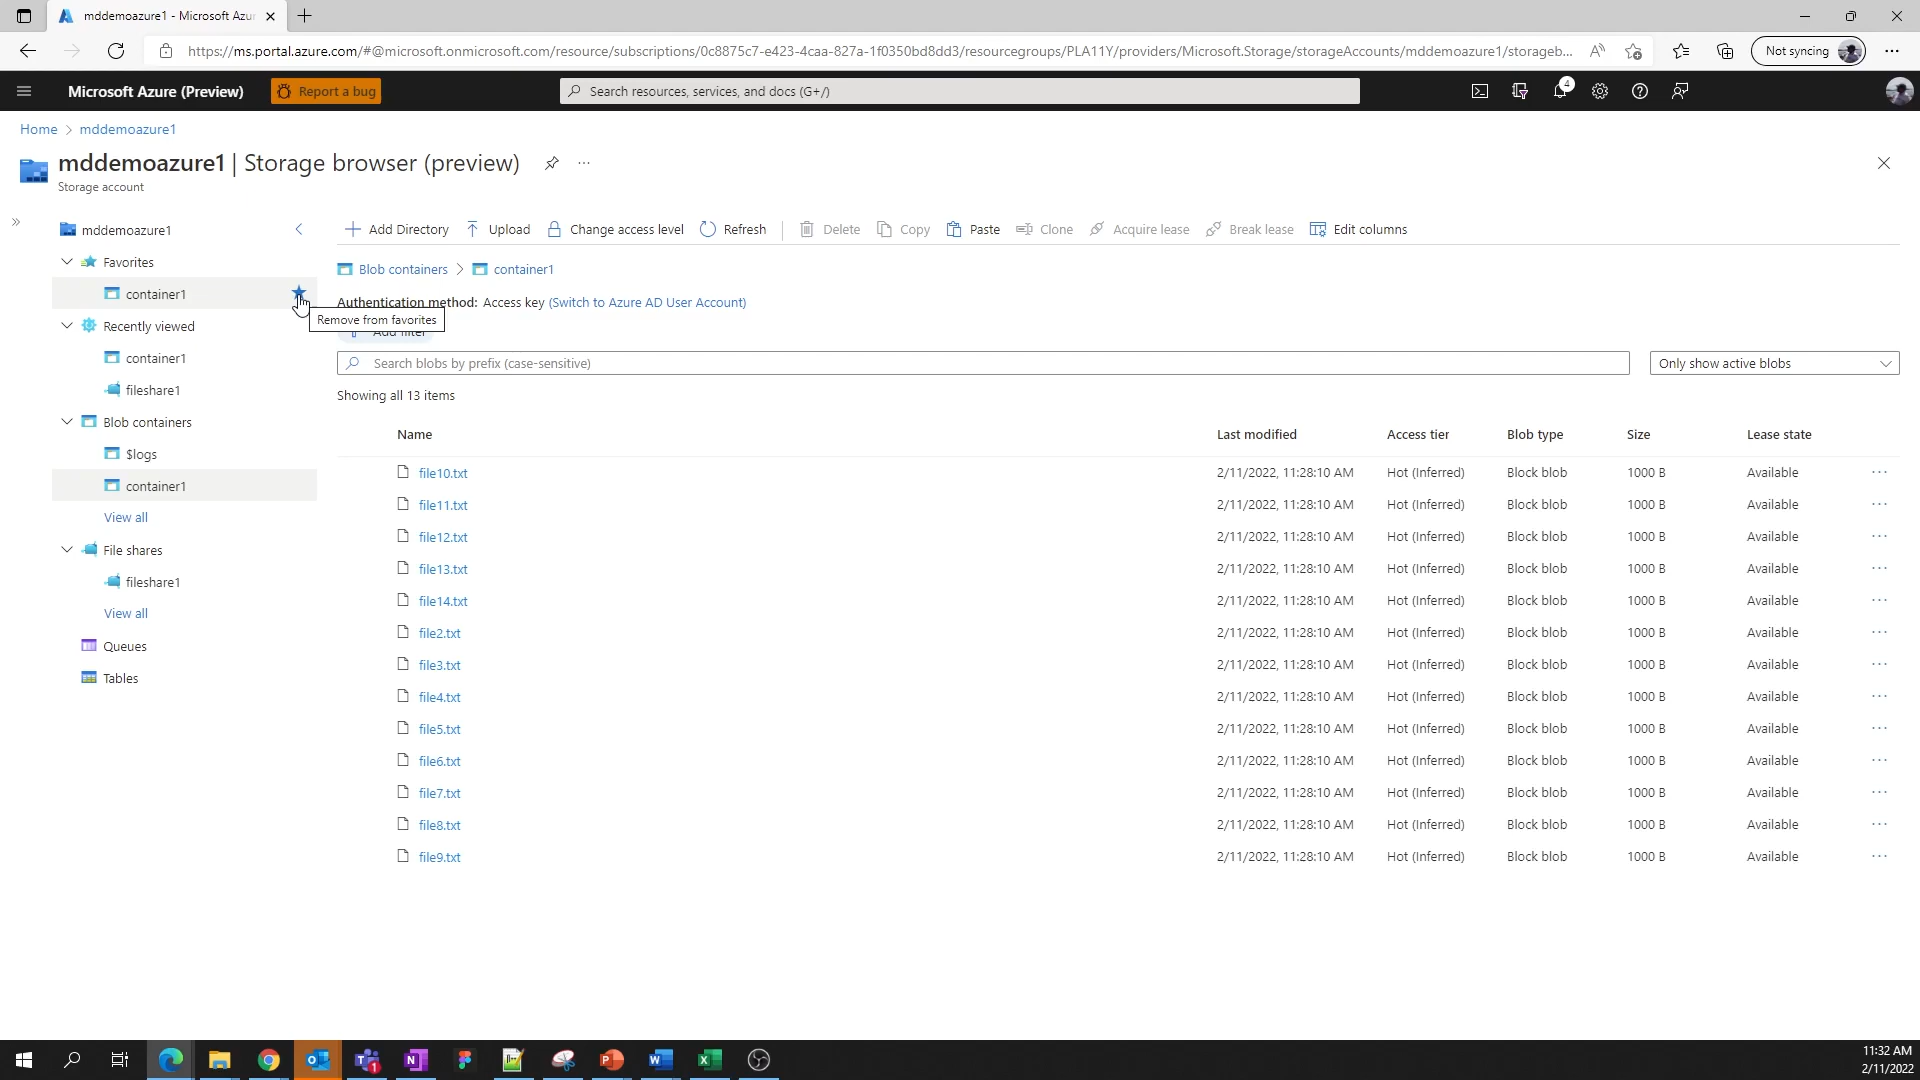 mddemoazure1 - Microsoft Azur
https://ms.portal.azure.com/#@microsoft.onmicrosoft.com/resource/subscriptions/0c8875c7-e423-4caa-827a-1f0350bd8dd3/resourcegroups/PLA11Y/providers/Microsoft.Storage/storageAccounts/mddemoazure1/storageb...
Not syncing
Microsoft Azure (Preview)
Report a bug
Search resources, services, and docs (G+/)
4
Home > mddemoazure1
mddemoazure1 | Storage browser (preview)
Storage account
mddemoazure1
Favorites
container1
Recently viewed
container1
fileshare1
Blob containers
$logs
container1
View all
File shares
fileshare1
View all
Queues
Tables
Add Directory Upload Change access level Refresh Delete Copy Paste Clone Acquire lease Break lease Edit columns
Blob containers > container1
Authentication method: Access key (Switch to Azure AD User Account)
Remove from favorites
Add filter
Search blobs by prefix (case-sensitive)
Only show active blobs
Showing all 13 items
Name Last modified Access tier Blob type Size Lease state
file10.txt 2/11/2022, 11:28:10 AM Hot (Inferred) Block blob 1000 B Available
file11.txt 2/11/2022, 11:28:10 AM Hot (Inferred) Block blob 1000 B Available
file12.txt 2/11/2022, 11:28:10 AM Hot (Inferred) Block blob 1000 B Available
file13.txt 2/11/2022, 11:28:10 AM Hot (Inferred) Block blob 1000 B Available
file14.txt 2/11/2022, 11:28:10 AM Hot (Inferred) Block blob 1000 B Available
file2.txt 2/11/2022, 11:28:10 AM Hot (Inferred) Block blob 1000 B Available
file3.txt 2/11/2022, 11:28:10 AM Hot (Inferred) Block blob 1000 B Available
file4.txt 2/11/2022, 11:28:10 AM Hot (Inferred) Block blob 1000 B Available
file5.txt 2/11/2022, 11:28:10 AM Hot (Inferred) Block blob 1000 B Available
file6.txt 2/11/2022, 11:28:10 AM Hot (Inferred) Block blob 1000 B Available
file7.txt 2/11/2022, 11:28:10 AM Hot (Inferred) Block blob 1000 B Available
file8.txt 2/11/2022, 11:28:10 AM Hot (Inferred) Block blob 1000 B Available
file9.txt 2/11/2022, 11:28:10 AM Hot (Inferred) Block blob 1000 B Available
11:32 AM
2/11/2022